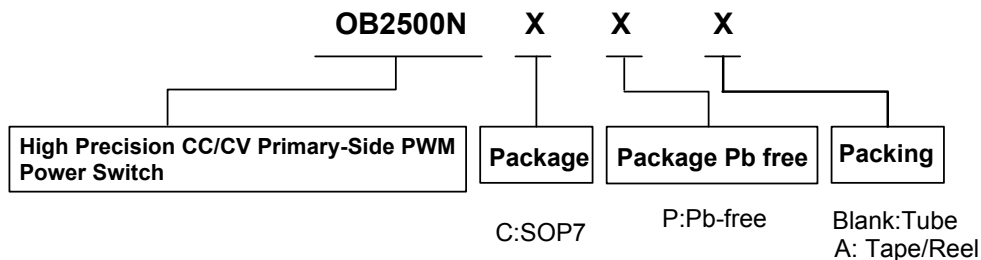 OB2500N X X X
High Precision CC/CV Primary-Side PWM
Power Switch
Package
Package Pb free
Packing
C:SOP7
P:Pb-free
Blank:Tube
A: Tape/Reel